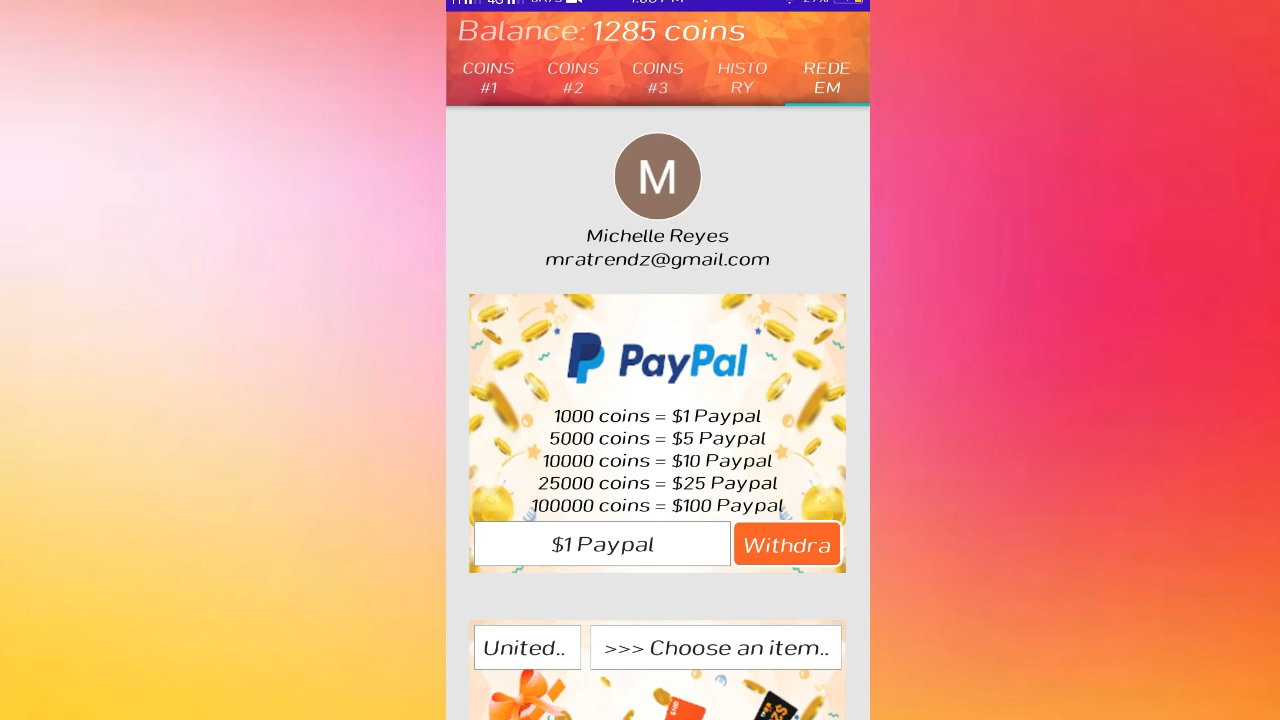 Balance: 1285 coins
COINS #1
COINS #2
COINS #3
HISTO RY
REDE EM
M
Michelle Reyes
mratrendz@gmail.com
PayPal
1000 coins = $1 Paypal
5000 coins = $5 Paypal
10000 coins = $10 Paypal
25000 coins = $25 Paypal
100000 coins = $100 Paypal
$1 Paypal
Withdra
United..
>>> Choose an item..